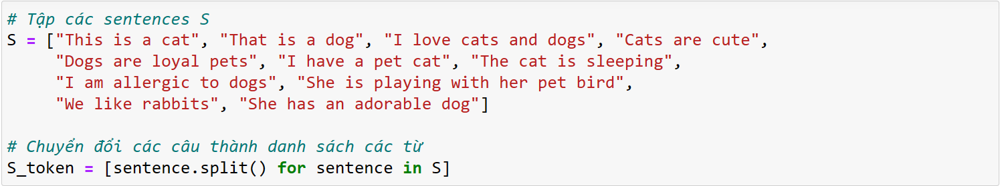 # Tập các sentences S
S = ["This is a cat", "That is a dog", "I love cats and dogs", "Cats are cute",
"Dogs are loyal pets", "I have a pet cat", "The cat is sleeping",
"I am allergic to dogs", "She is playing with her pet bird",
"We like rabbits", "She has an adorable dog"]
# Chuyển đổi các câu thành danh sách các từ
S_token = [sentence.split() for sentence in S]